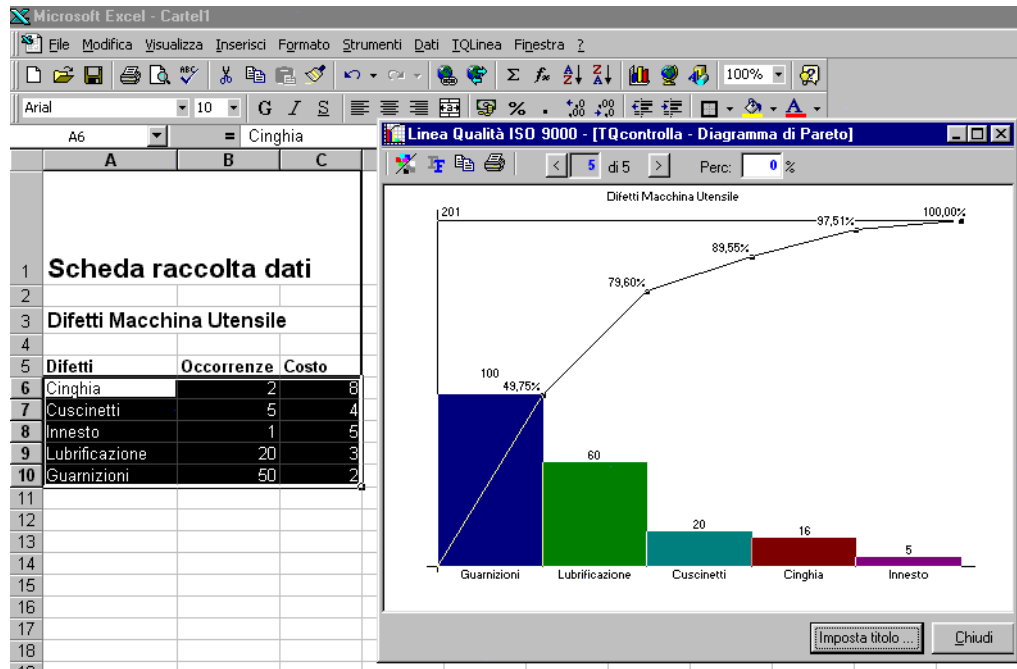 Microsoft Excel - Cartel1
File Modifica Visualizza Inserisci Formato Strumenti Dati TQLinea Finestra ?
ABC Σ fx A Z Z A 100% ?
Arial 10 G I S % A
A6 = Cinghia
A B C
1 Scheda raccolta dati
2
3 Difetti Macchina Utensile
4
5 Difetti Occorrenze Costo
6 Cinghia 2 8
7 Cuscinetti 5 4
8 Innesto 1 5
9 Lubrificazione 20 3
10 Guarnizioni 50 2
11
12
13
14
15
16
17
18
Linea Qualità ISO 9000 - [TQcontrolla - Diagramma di Pareto]
< 5 di 5 > Perc: 0 %
Difetti Macchina Utensile
201 97,51% 100,00%
89,55%
79,60%
100
49,75%
60
20 16
5
Guarnizioni Lubrificazione Cuscinetti Cinghia Innesto
Imposta titolo ... Chiudi